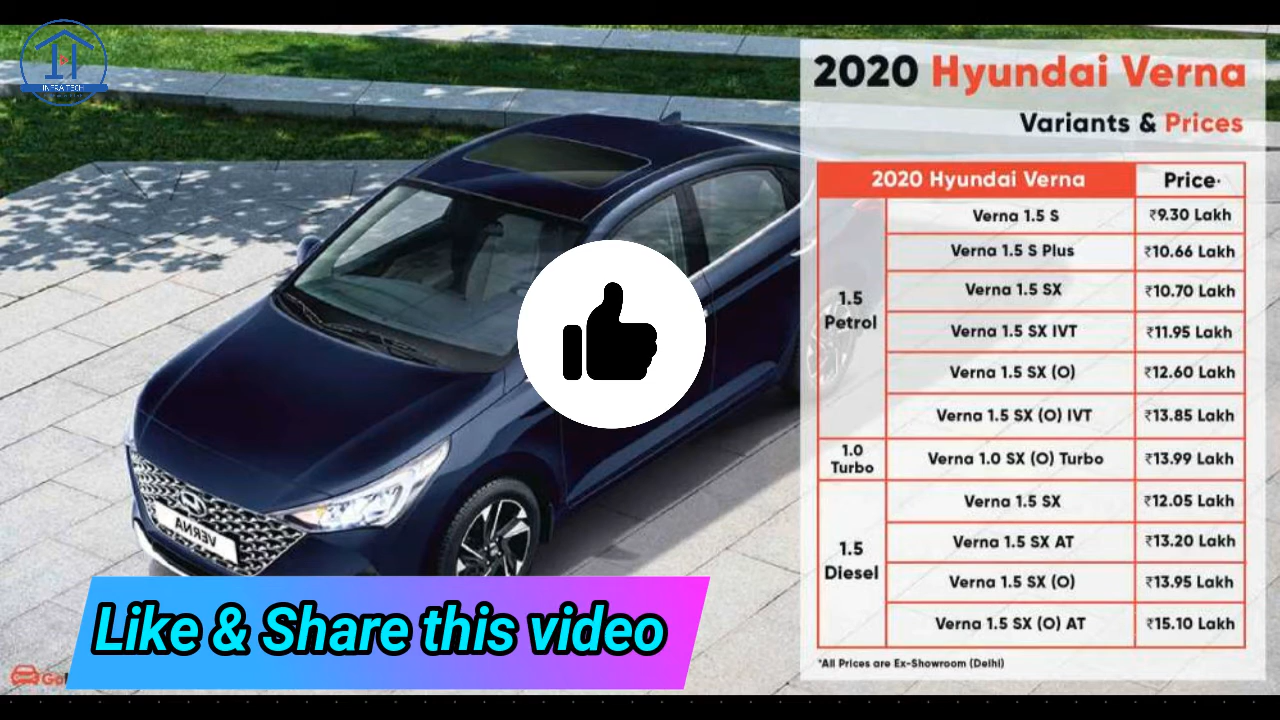 INFRA TECH
2020 Hyundai Verna
Variants & Prices
2020 Hyundai Verna Price*
1.5 Petrol
Verna 1.5 S ₹9.30 Lakh
Verna 1.5 S Plus ₹10.66 Lakh
Verna 1.5 SX ₹10.70 Lakh
Verna 1.5 SX IVT ₹11.95 Lakh
Verna 1.5 SX (O) ₹12.60 Lakh
Verna 1.5 SX (O) IVT ₹13.85 Lakh
1.0 Turbo
Verna 1.0 SX (O) Turbo ₹13.99 Lakh
1.5 Diesel
Verna 1.5 SX ₹12.05 Lakh
Verna 1.5 SX AT ₹13.20 Lakh
Verna 1.5 SX (O) ₹13.95 Lakh
Verna 1.5 SX (O) AT ₹15.10 Lakh
*All Prices are Ex-Showroom (Delhi)
VERNA
Like & Share this video